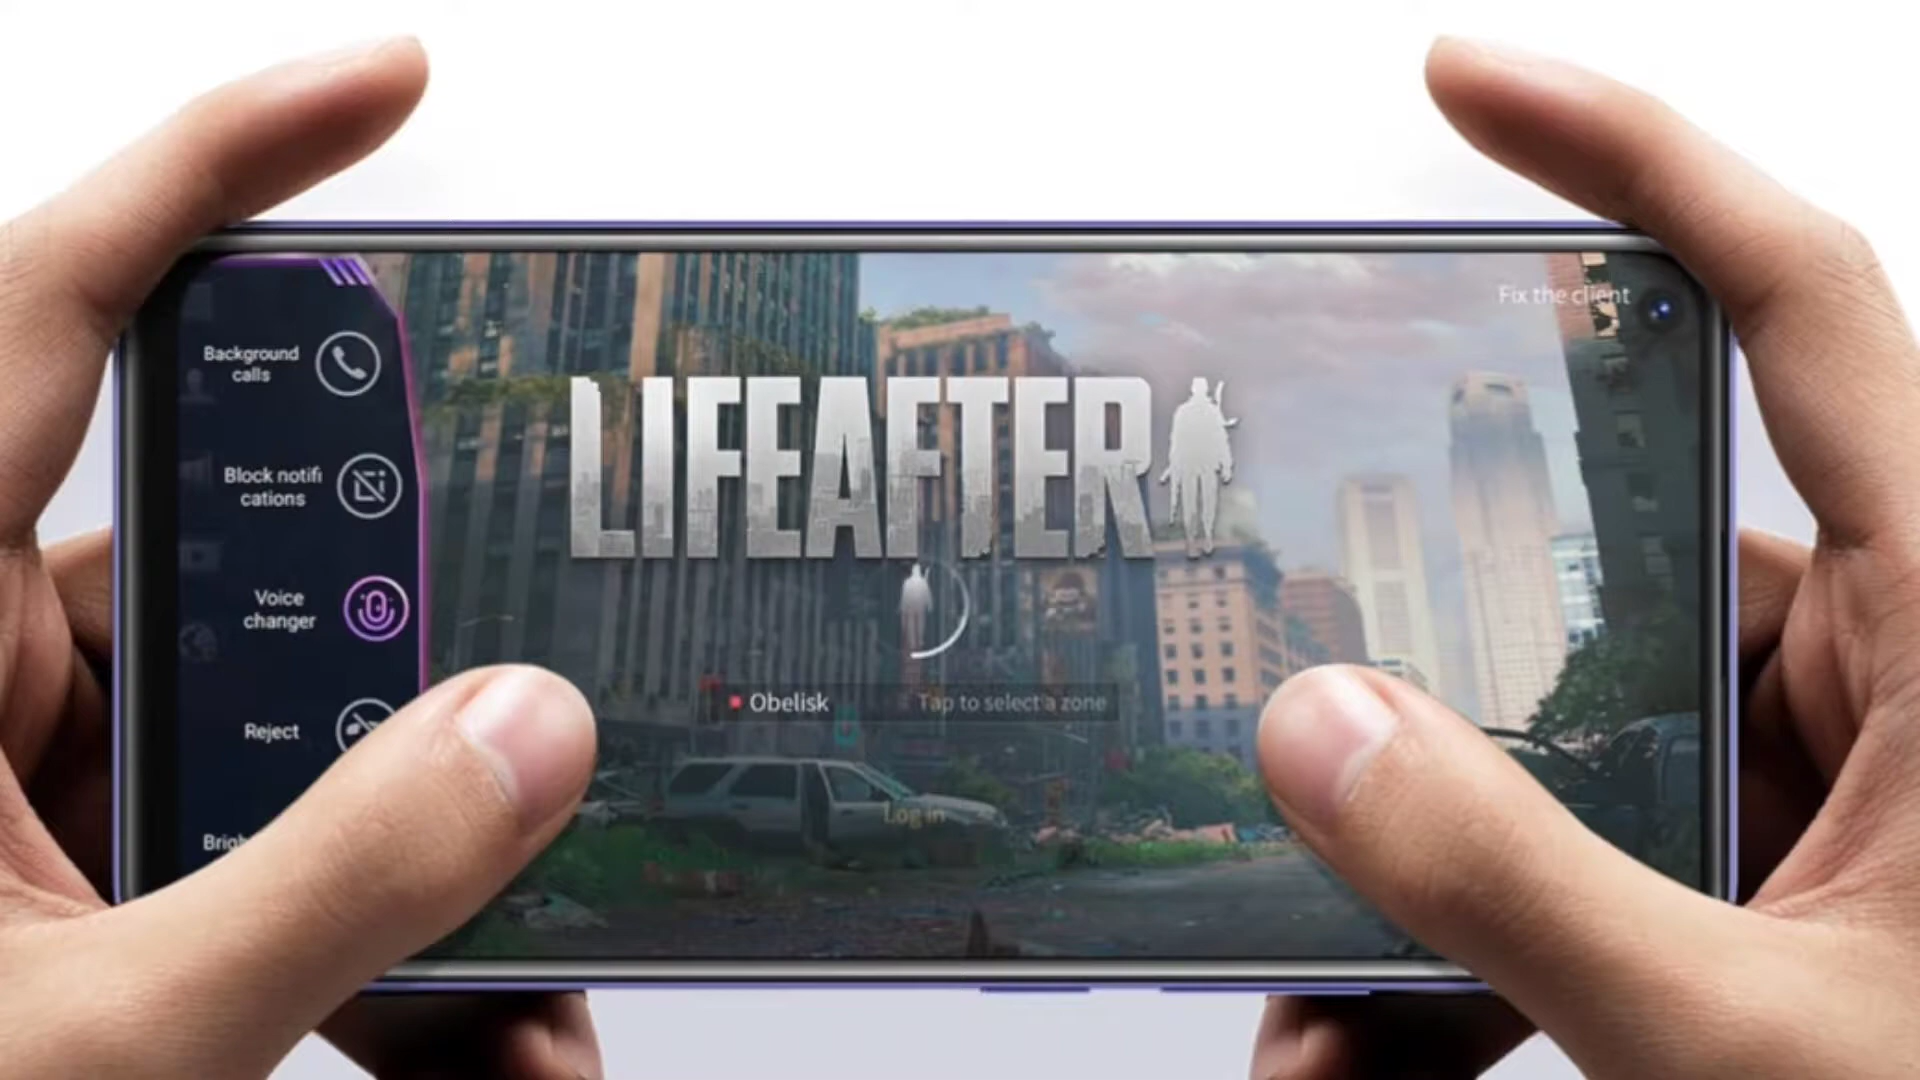 Fix the client
Background
calls
LIFEAFTER
Block notifi
cations
Voice
changer
Obelisk
Tap to select a zone
Reject
Log in
Brigh